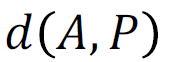 d(A, P)